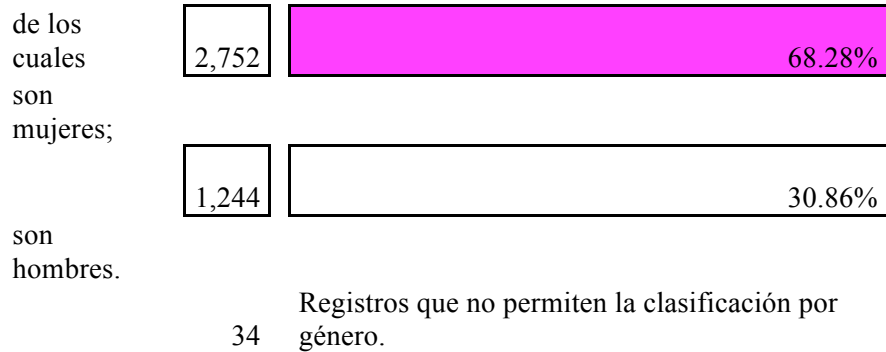 de los
cuales 2,752 68.28%
son
mujeres;
1,244 30.86%
son
hombres.
Registros que no permiten la clasificación por
34 género.